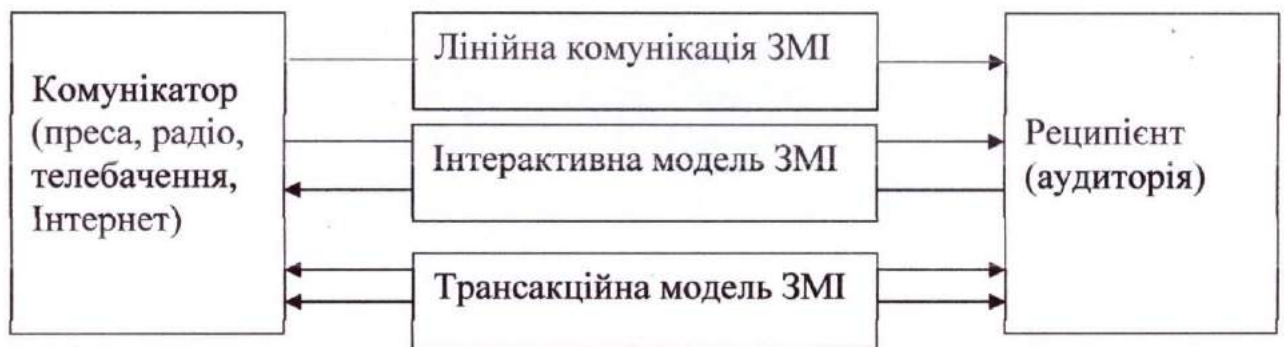 Комунікатор
(преса, радіо,
телебачення,
Інтернет)
Лінійна комунікація ЗМІ
Інтерактивна модель ЗМІ
Трансакційна модель ЗМІ
Реципієнт
(аудиторія)